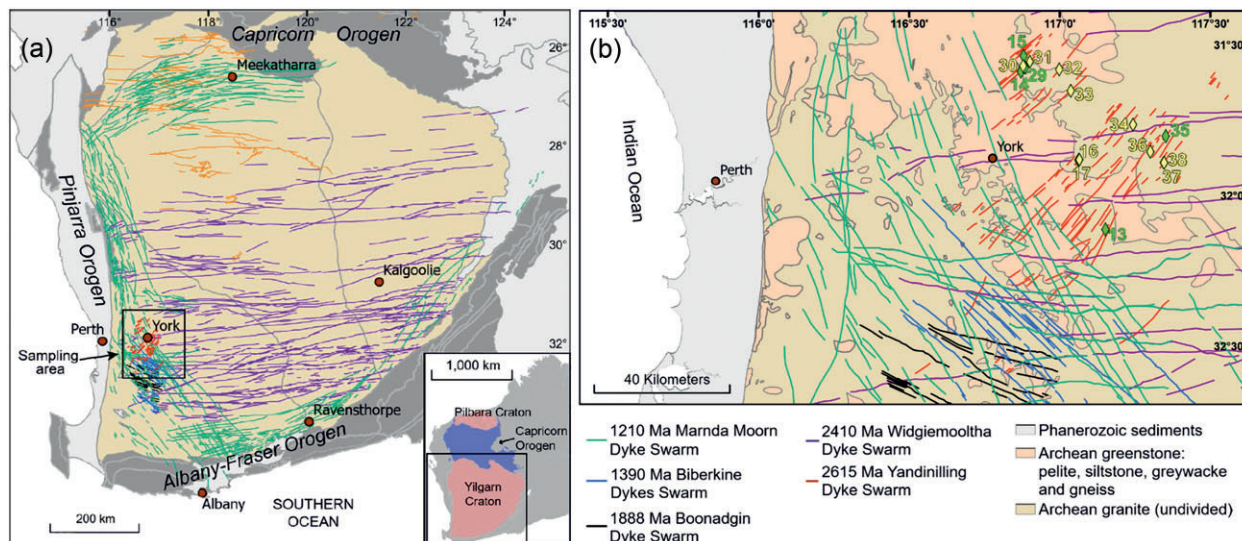 (a)
116°
118°
120°
122°
124°
Capricorn Orogen
26°
Meekatharra
28°
Pinjarra Orogen
30°
Kalgoolie
Perth
York
Sampling
area
32°
1,000 km
Pilbara Craton
Capricorn
Orogen
Yilgarn
Craton
Ravensthorpe
Albany-Fraser Orogen
Albany
SOUTHERN
OCEAN
200 km
(b)
115°30'
116°0'
116°30'
117°0'
117°30'
31°30'
15
31
30
32
29
14
33
34
35
36
16
38
17
37
York
Perth
Indian Ocean
32°0'
13
32°30'
40 Kilometers
1210 Ma Marnda Moorn
Dyke Swarm
1390 Ma Biberkine
Dykes Swarm
1888 Ma Boonadgin
Dyke Swarm
2410 Ma Widgiemooltha
Dyke Swarm
2615 Ma Yandinilling
Dyke Swarm
Phanerozoic sediments
Archean greenstone:
pelite, siltstone, greywacke
and gneiss
Archean granite (undivided)